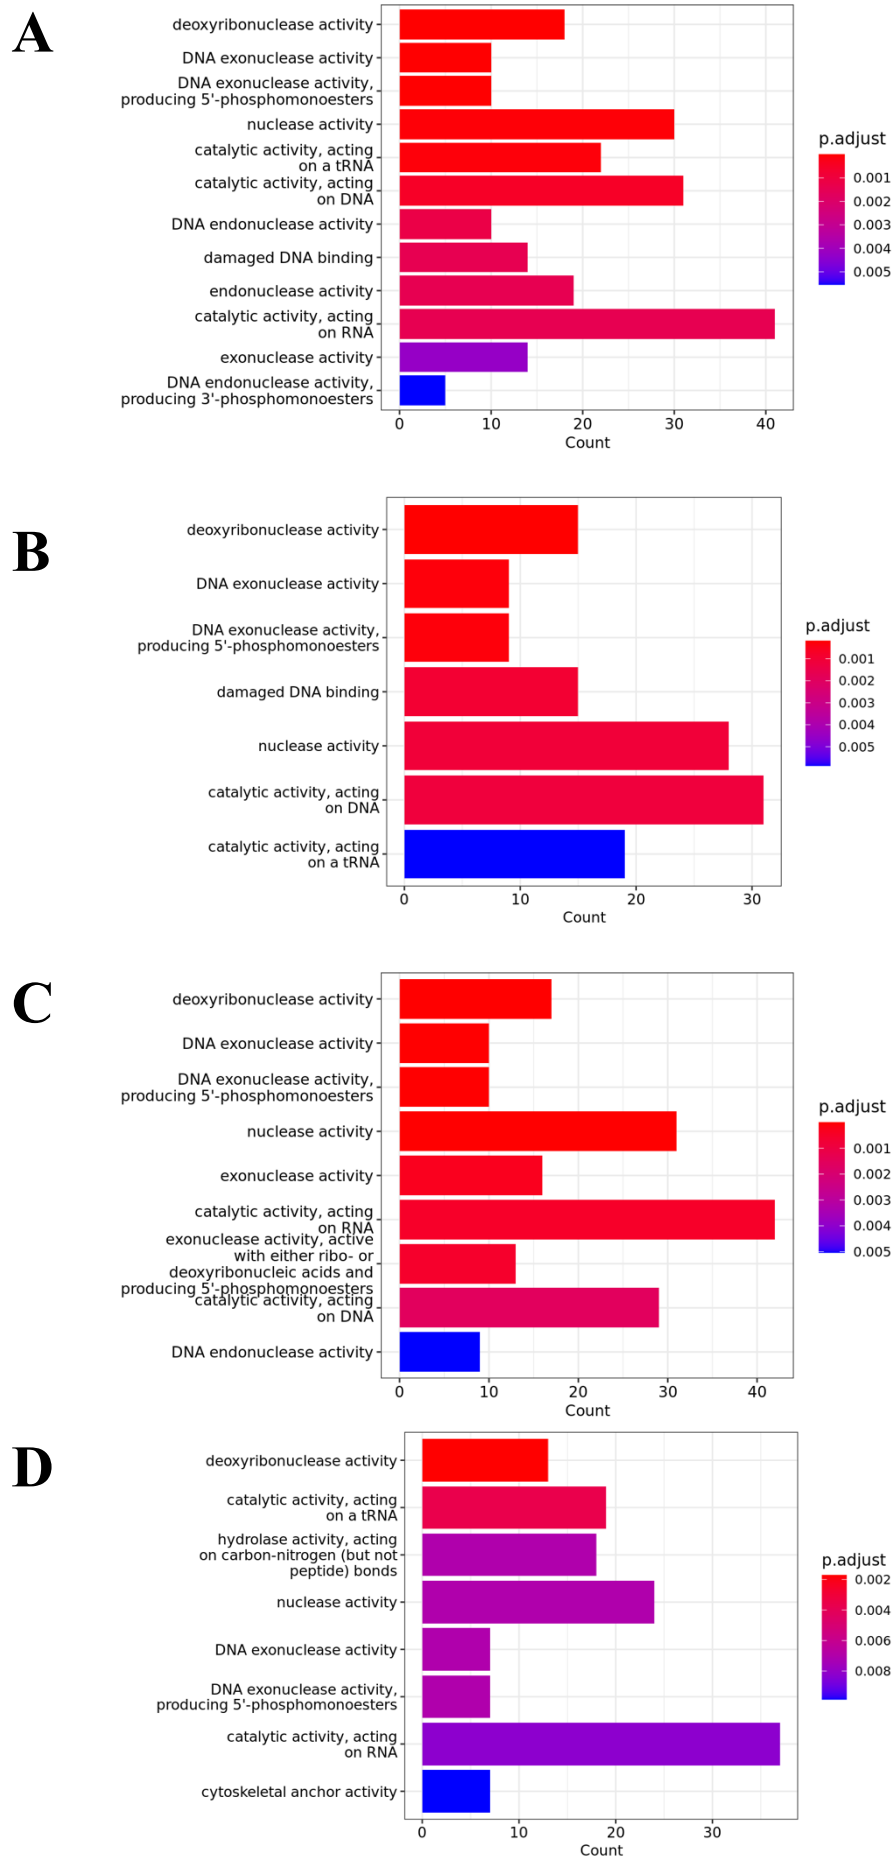 A
deoxyribonuclease activity
DNA exonuclease activity
DNA exonuclease activity,
producing 5'-phosphomonoesters
nuclease activity
catalytic activity, acting
on a tRNA
catalytic activity, acting
on DNA
DNA endonuclease activity
damaged DNA binding
endonuclease activity
catalytic activity, acting
on RNA
exonuclease activity
DNA endonuclease activity,
producing 3'-phosphomonoesters
0 10 20 30 40
Count
p.adjust
0.001
0.002
0.003
0.004
0.005
B
deoxyribonuclease activity
DNA exonuclease activity
DNA exonuclease activity,
producing 5'-phosphomonoesters
damaged DNA binding
nuclease activity
catalytic activity, acting
on DNA
catalytic activity, acting
on a tRNA
0 10 20 30
Count
p.adjust
0.001
0.002
0.003
0.004
0.005
C
deoxyribonuclease activity
DNA exonuclease activity
DNA exonuclease activity,
producing 5'-phosphomonoesters
nuclease activity
exonuclease activity
catalytic activity, acting
on RNA
exonuclease activity, active
with either ribo- or
deoxyribonucleic acids and
producing 5'-phosphomonoesters
catalytic activity, acting
on DNA
DNA endonuclease activity
0 10 20 30 40
Count
p.adjust
0.001
0.002
0.003
0.004
0.005
D
deoxyribonuclease activity
catalytic activity, acting
on a tRNA
hydrolase activity, acting
on carbon-nitrogen (but not
peptide) bonds
nuclease activity
DNA exonuclease activity
DNA exonuclease activity,
producing 5'-phosphomonoesters
catalytic activity, acting
on RNA
cytoskeletal anchor activity
0 10 20 30
Count
p.adjust
0.002
0.004
0.006
0.008